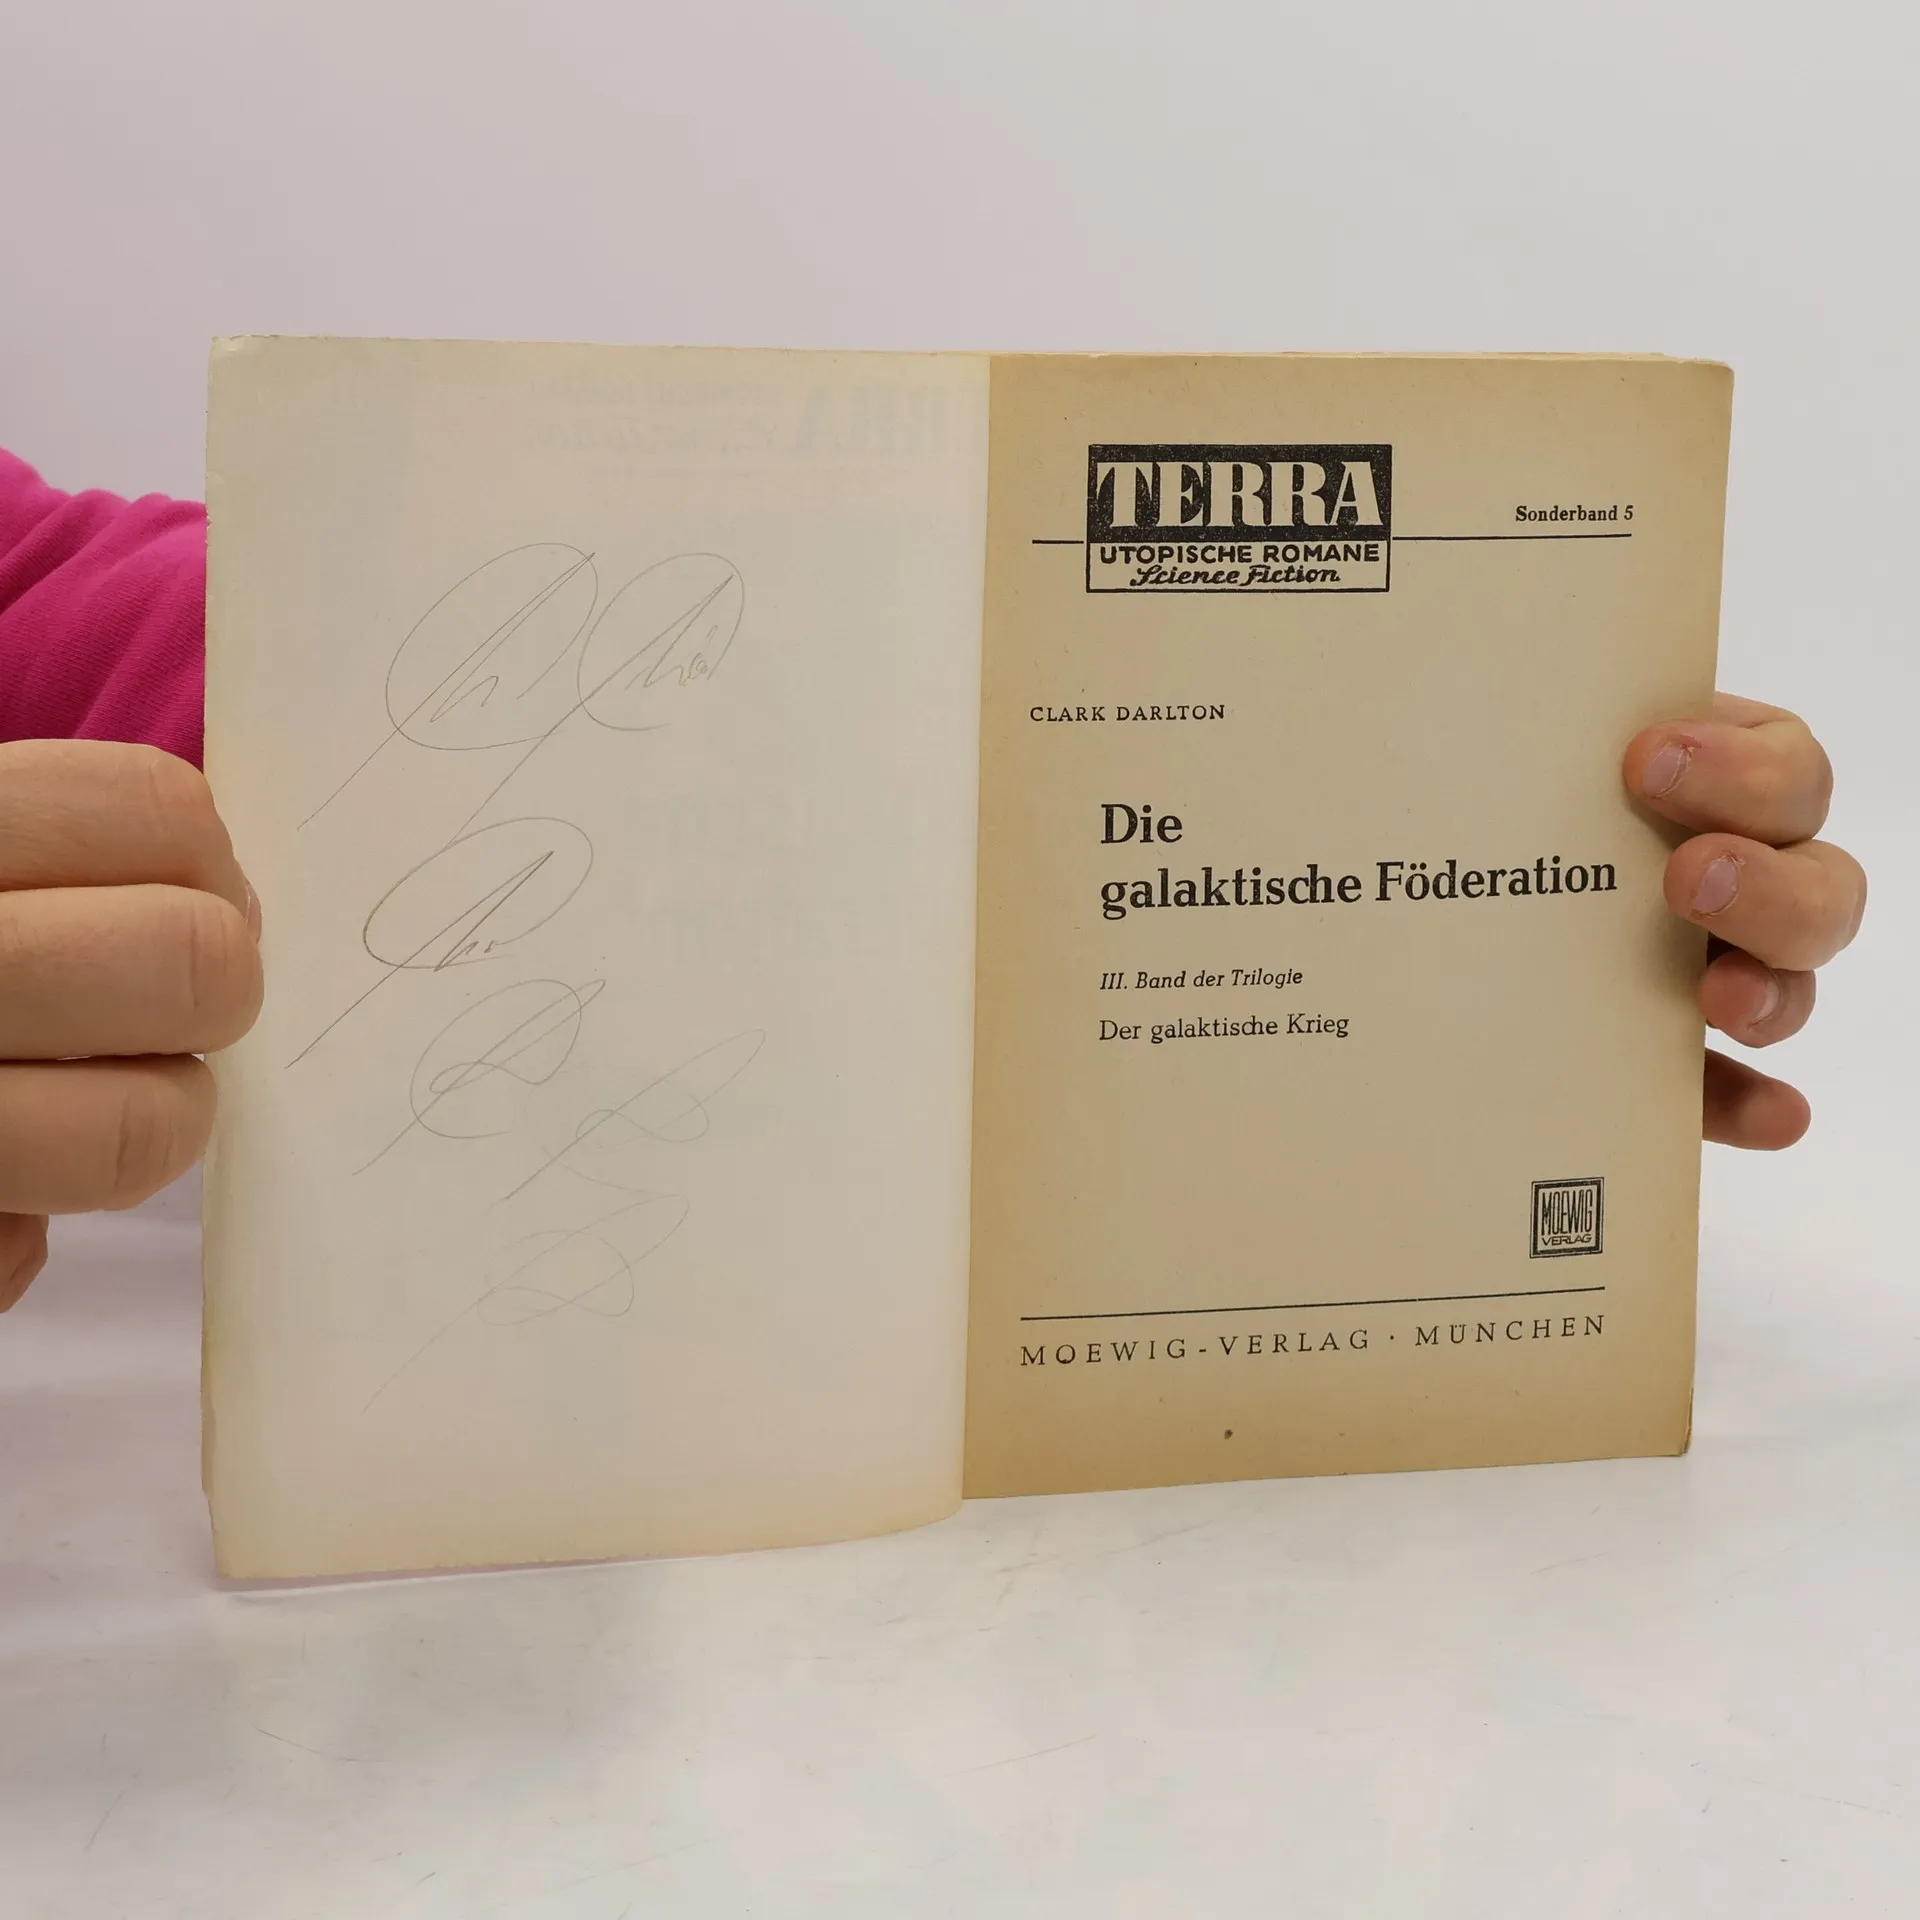 TERRA
UTOPISCHE ROMANE
Science Fiction
Sonderband 5
CLARK DARLTON
Die
galaktische Föderation
III. Band der Trilogie
Der galaktische Krieg
MOEWIG
VERLAG
MOEWIG-VERLAG · MÜNCHEN